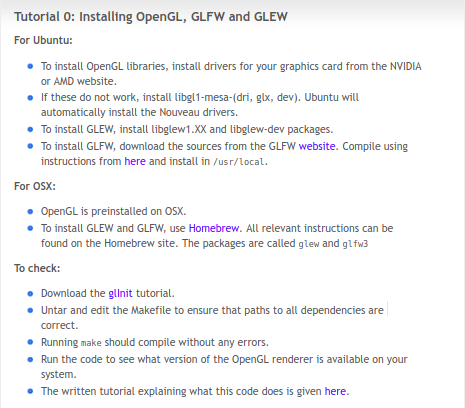 Tutorial 0: Installing OpenGL, GLFW and GLEW
For Ubuntu:
To install OpenGL libraries, install drivers for your graphics card from the NVIDIA
or AMD website.
If these do not work, install libgl1-mesa-(dri, glx, dev). Ubuntu will
automatically install the Nouveau drivers.
To install GLEW, install libglew1.XX and libglew-dev packages.
To install GLFW, download the sources from the GLFW website. Compile using
instructions from here and install in /usr/local.
For OSX:
OpenGL is preinstalled on OSX.
To install GLEW and GLFW, use Homebrew. All relevant instructions can be
found on the Homebrew site. The packages are called glew and glfw3
To check:
Download the glInit tutorial.
Untar and edit the Makefile to ensure that paths to all dependencies are
correct.
Running make should compile without any errors.
Run the code to see what version of the OpenGL renderer is available on your
system.
The written tutorial explaining what this code does is given here.